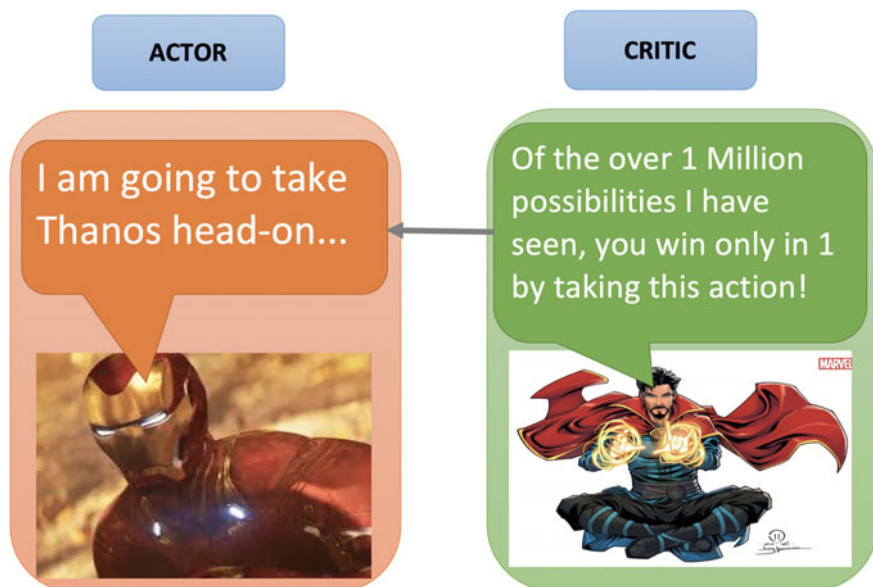 ACTOR
CRITIC
I am going to take
Thanos head-on...
Of the over 1 Million
possibilities I have
seen, you win only in 1
by taking this action!
MARVEL